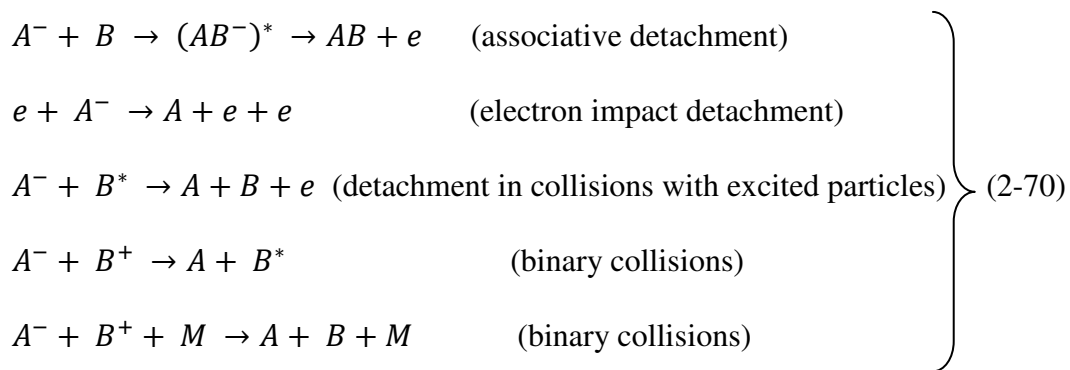 A⁻ + B → (AB⁻)* → AB + e (associative detachment)
e + A⁻ → A + e + e (electron impact detachment)
A⁻ + B* → A + B + e (detachment in collisions with excited particles) (2-70)
A⁻ + B⁺ → A + B* (binary collisions)
A⁻ + B⁺ + M → A + B + M (binary collisions)